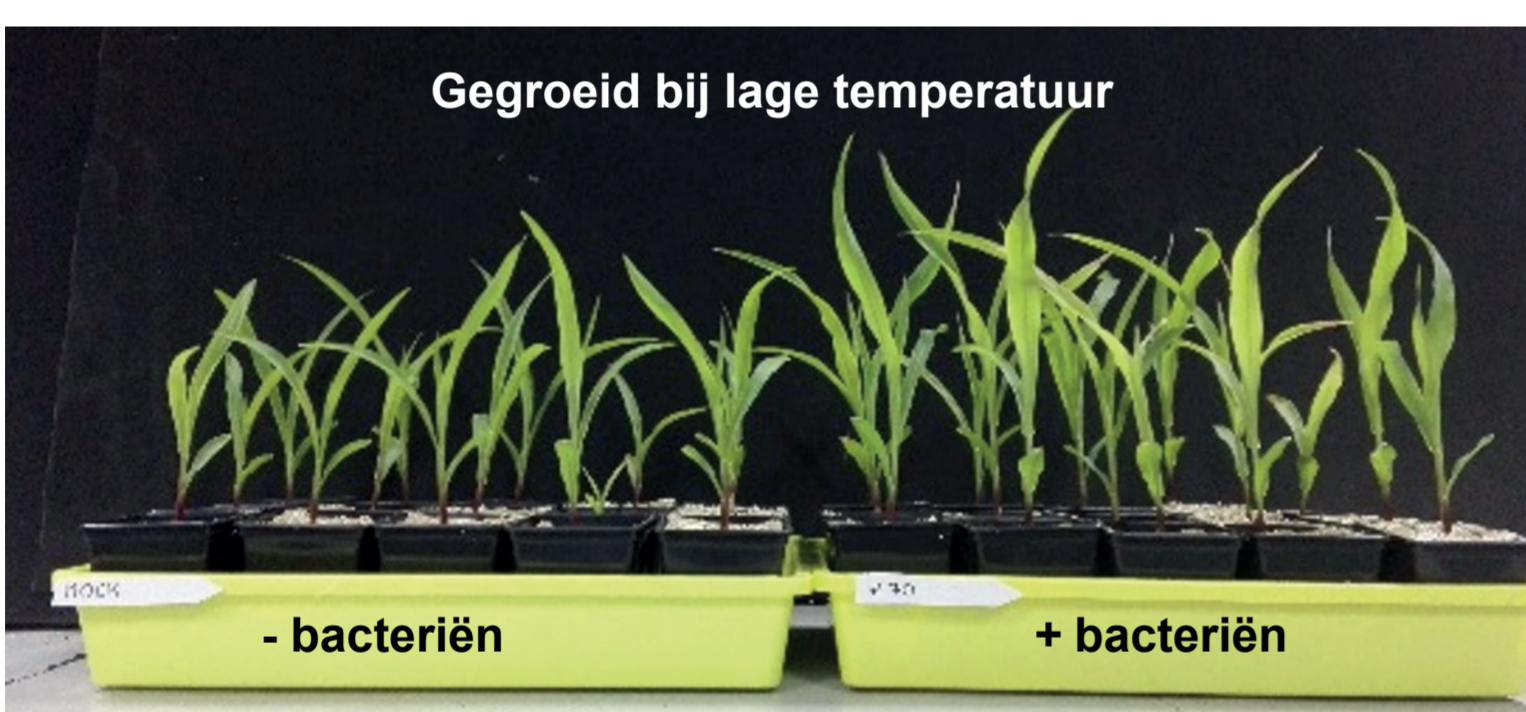 Gegroeid bij lage temperatuur
MOCK
- bacteriën
+ bacteriën